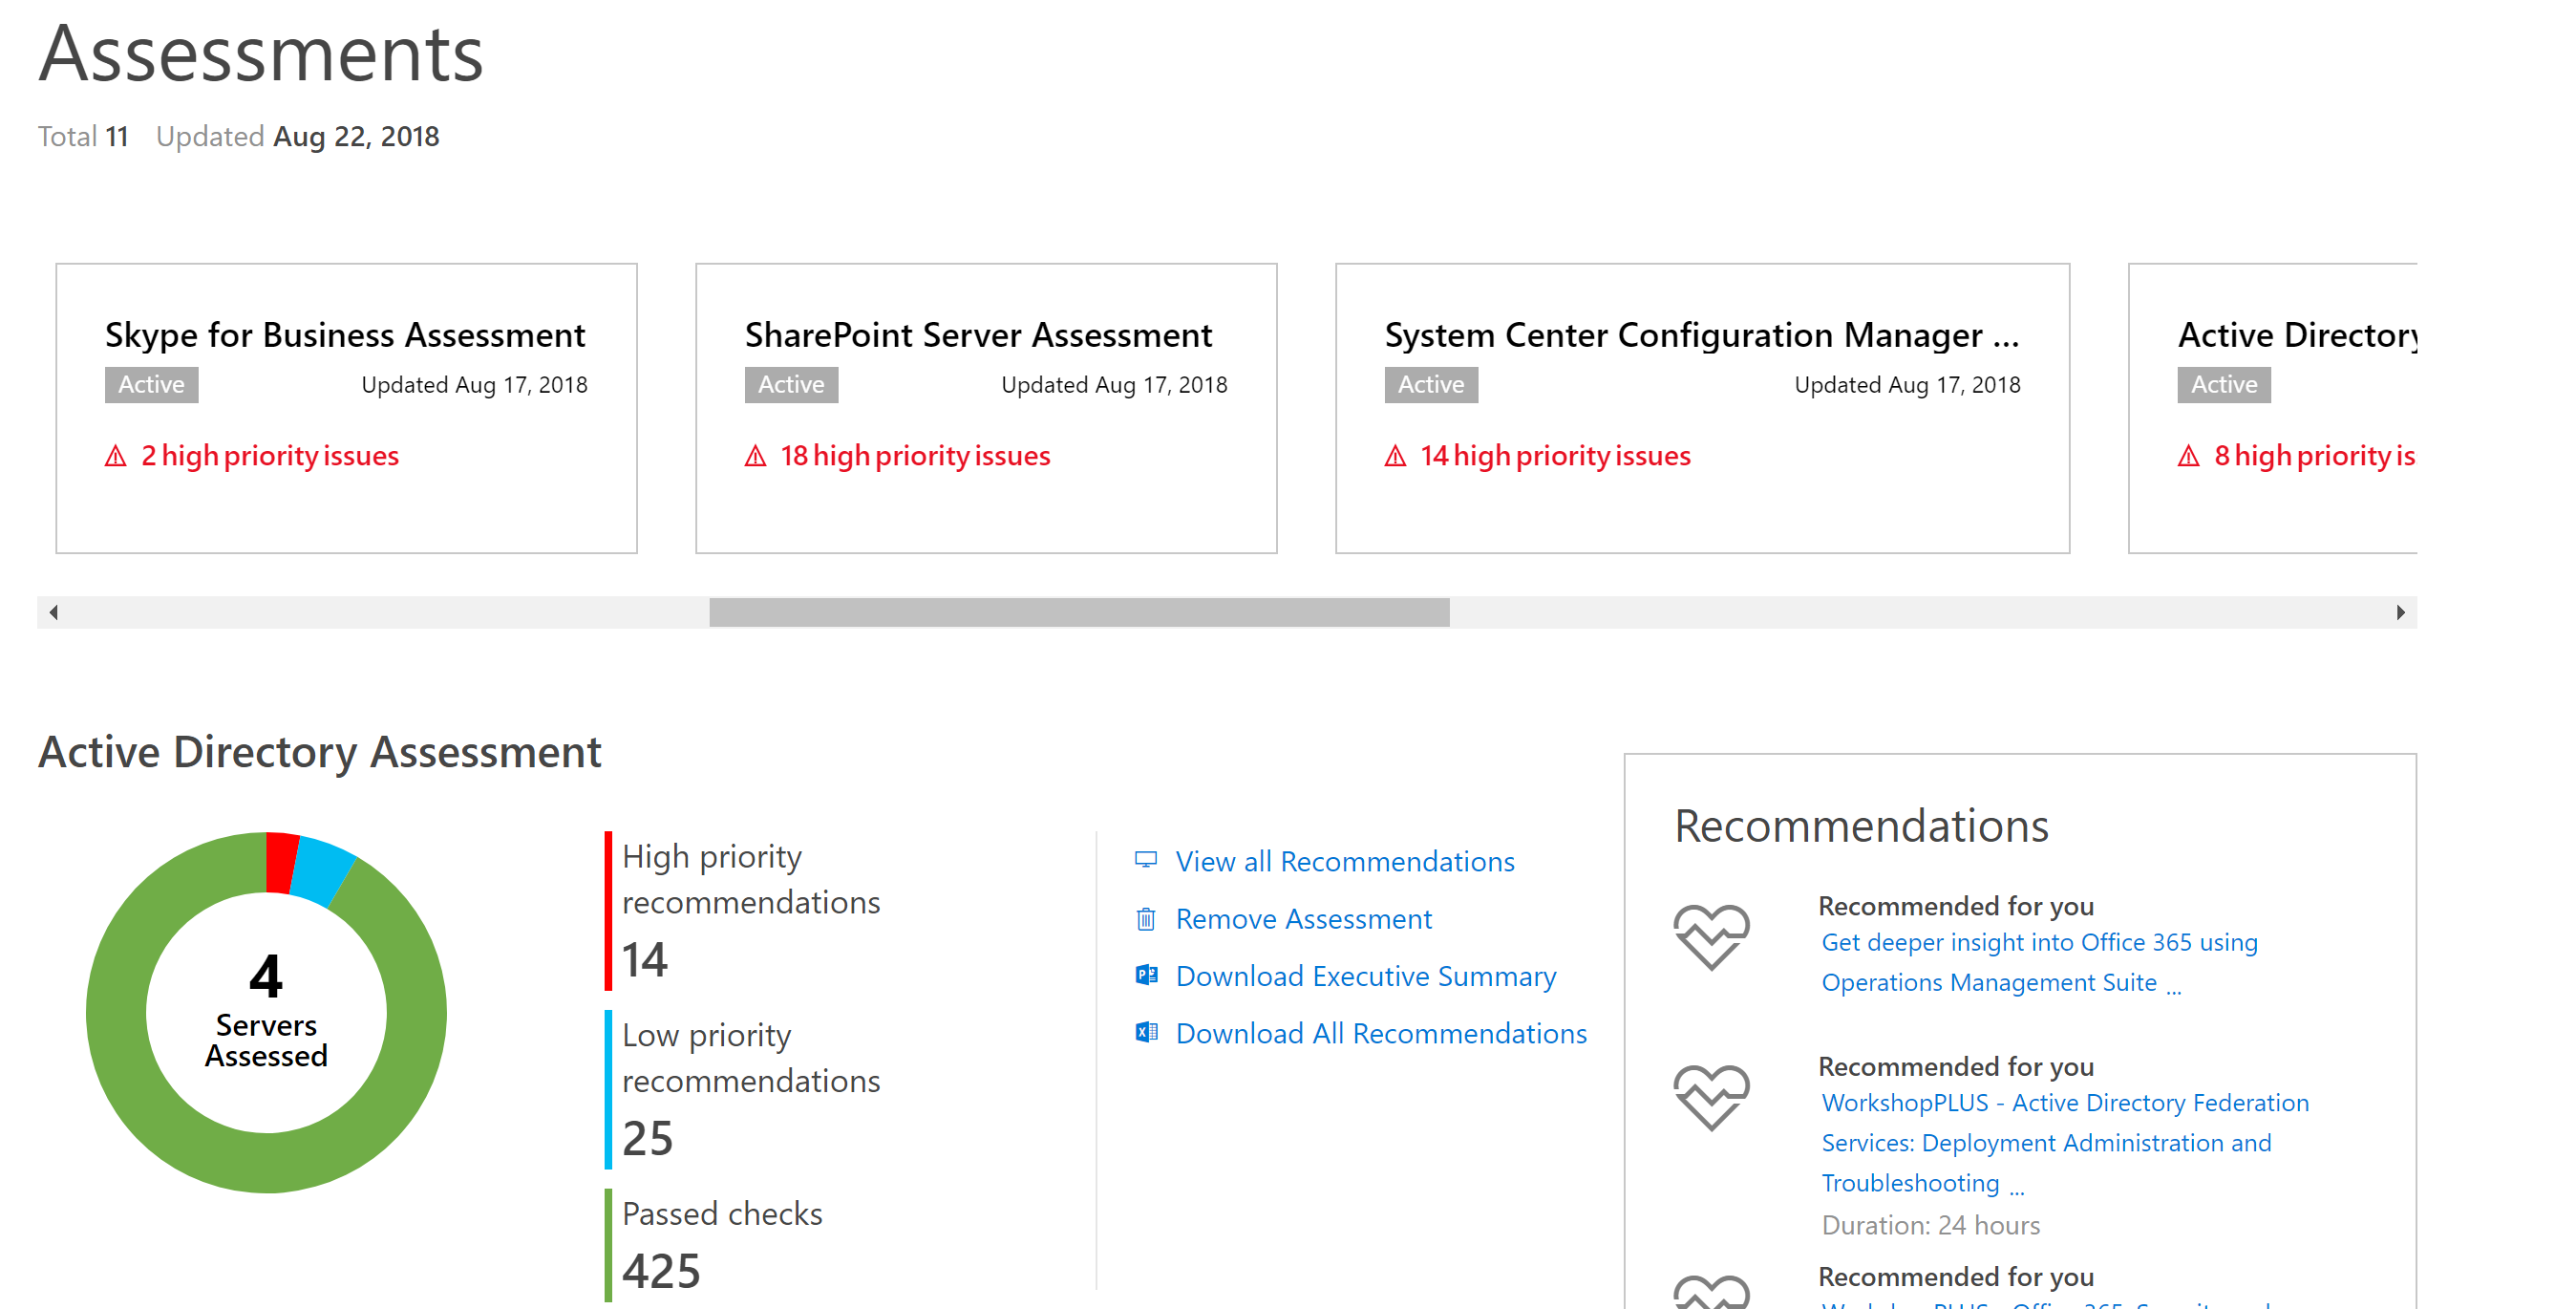 Assessments
Total 11 Updated Aug 22, 2018
Skype for Business Assessment
Active Updated Aug 17, 2018
2 high priority issues
SharePoint Server Assessment
Active Updated Aug 17, 2018
18 high priority issues
System Center Configuration Manager ...
Active Updated Aug 17, 2018
14 high priority issues
Active Directory
Active
8 high priority is
Active Directory Assessment
4
Servers
Assessed
High priority
recommendations
14
Low priority
recommendations
25
Passed checks
425
View all Recommendations
Remove Assessment
Download Executive Summary
Download All Recommendations
Recommendations
Recommended for you
Get deeper insight into Office 365 using
Operations Management Suite ...
Recommended for you
WorkshopPLUS - Active Directory Federation
Services: Deployment Administration and
Troubleshooting ...
Duration: 24 hours
Recommended for you